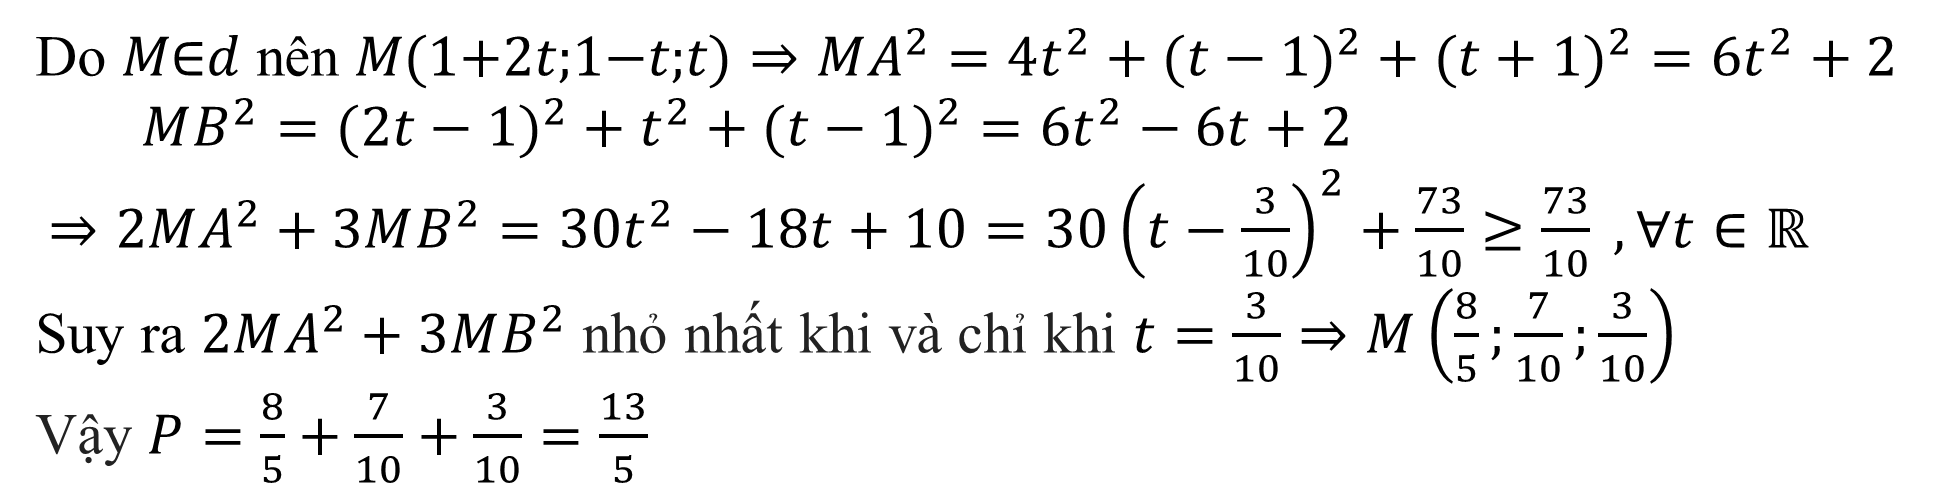 Do M∈d nên M(1+2t;1−t;t) ⇒ MA² = 4t² + (t − 1)² + (t + 1)² = 6t² + 2
MB² = (2t − 1)² + t² + (t − 1)² = 6t² − 6t + 2
⇒ 2MA² + 3MB² = 30t² − 18t + 10 = 30(t − 3/10)² + 73/10 ≥ 73/10 , ∀t ∈ ℝ
Suy ra 2MA² + 3MB² nhỏ nhất khi và chỉ khi t = 3/10 ⇒ M(8/5; 7/10; 3/10)
Vậy P = 8/5 + 7/10 + 3/10 = 13/5